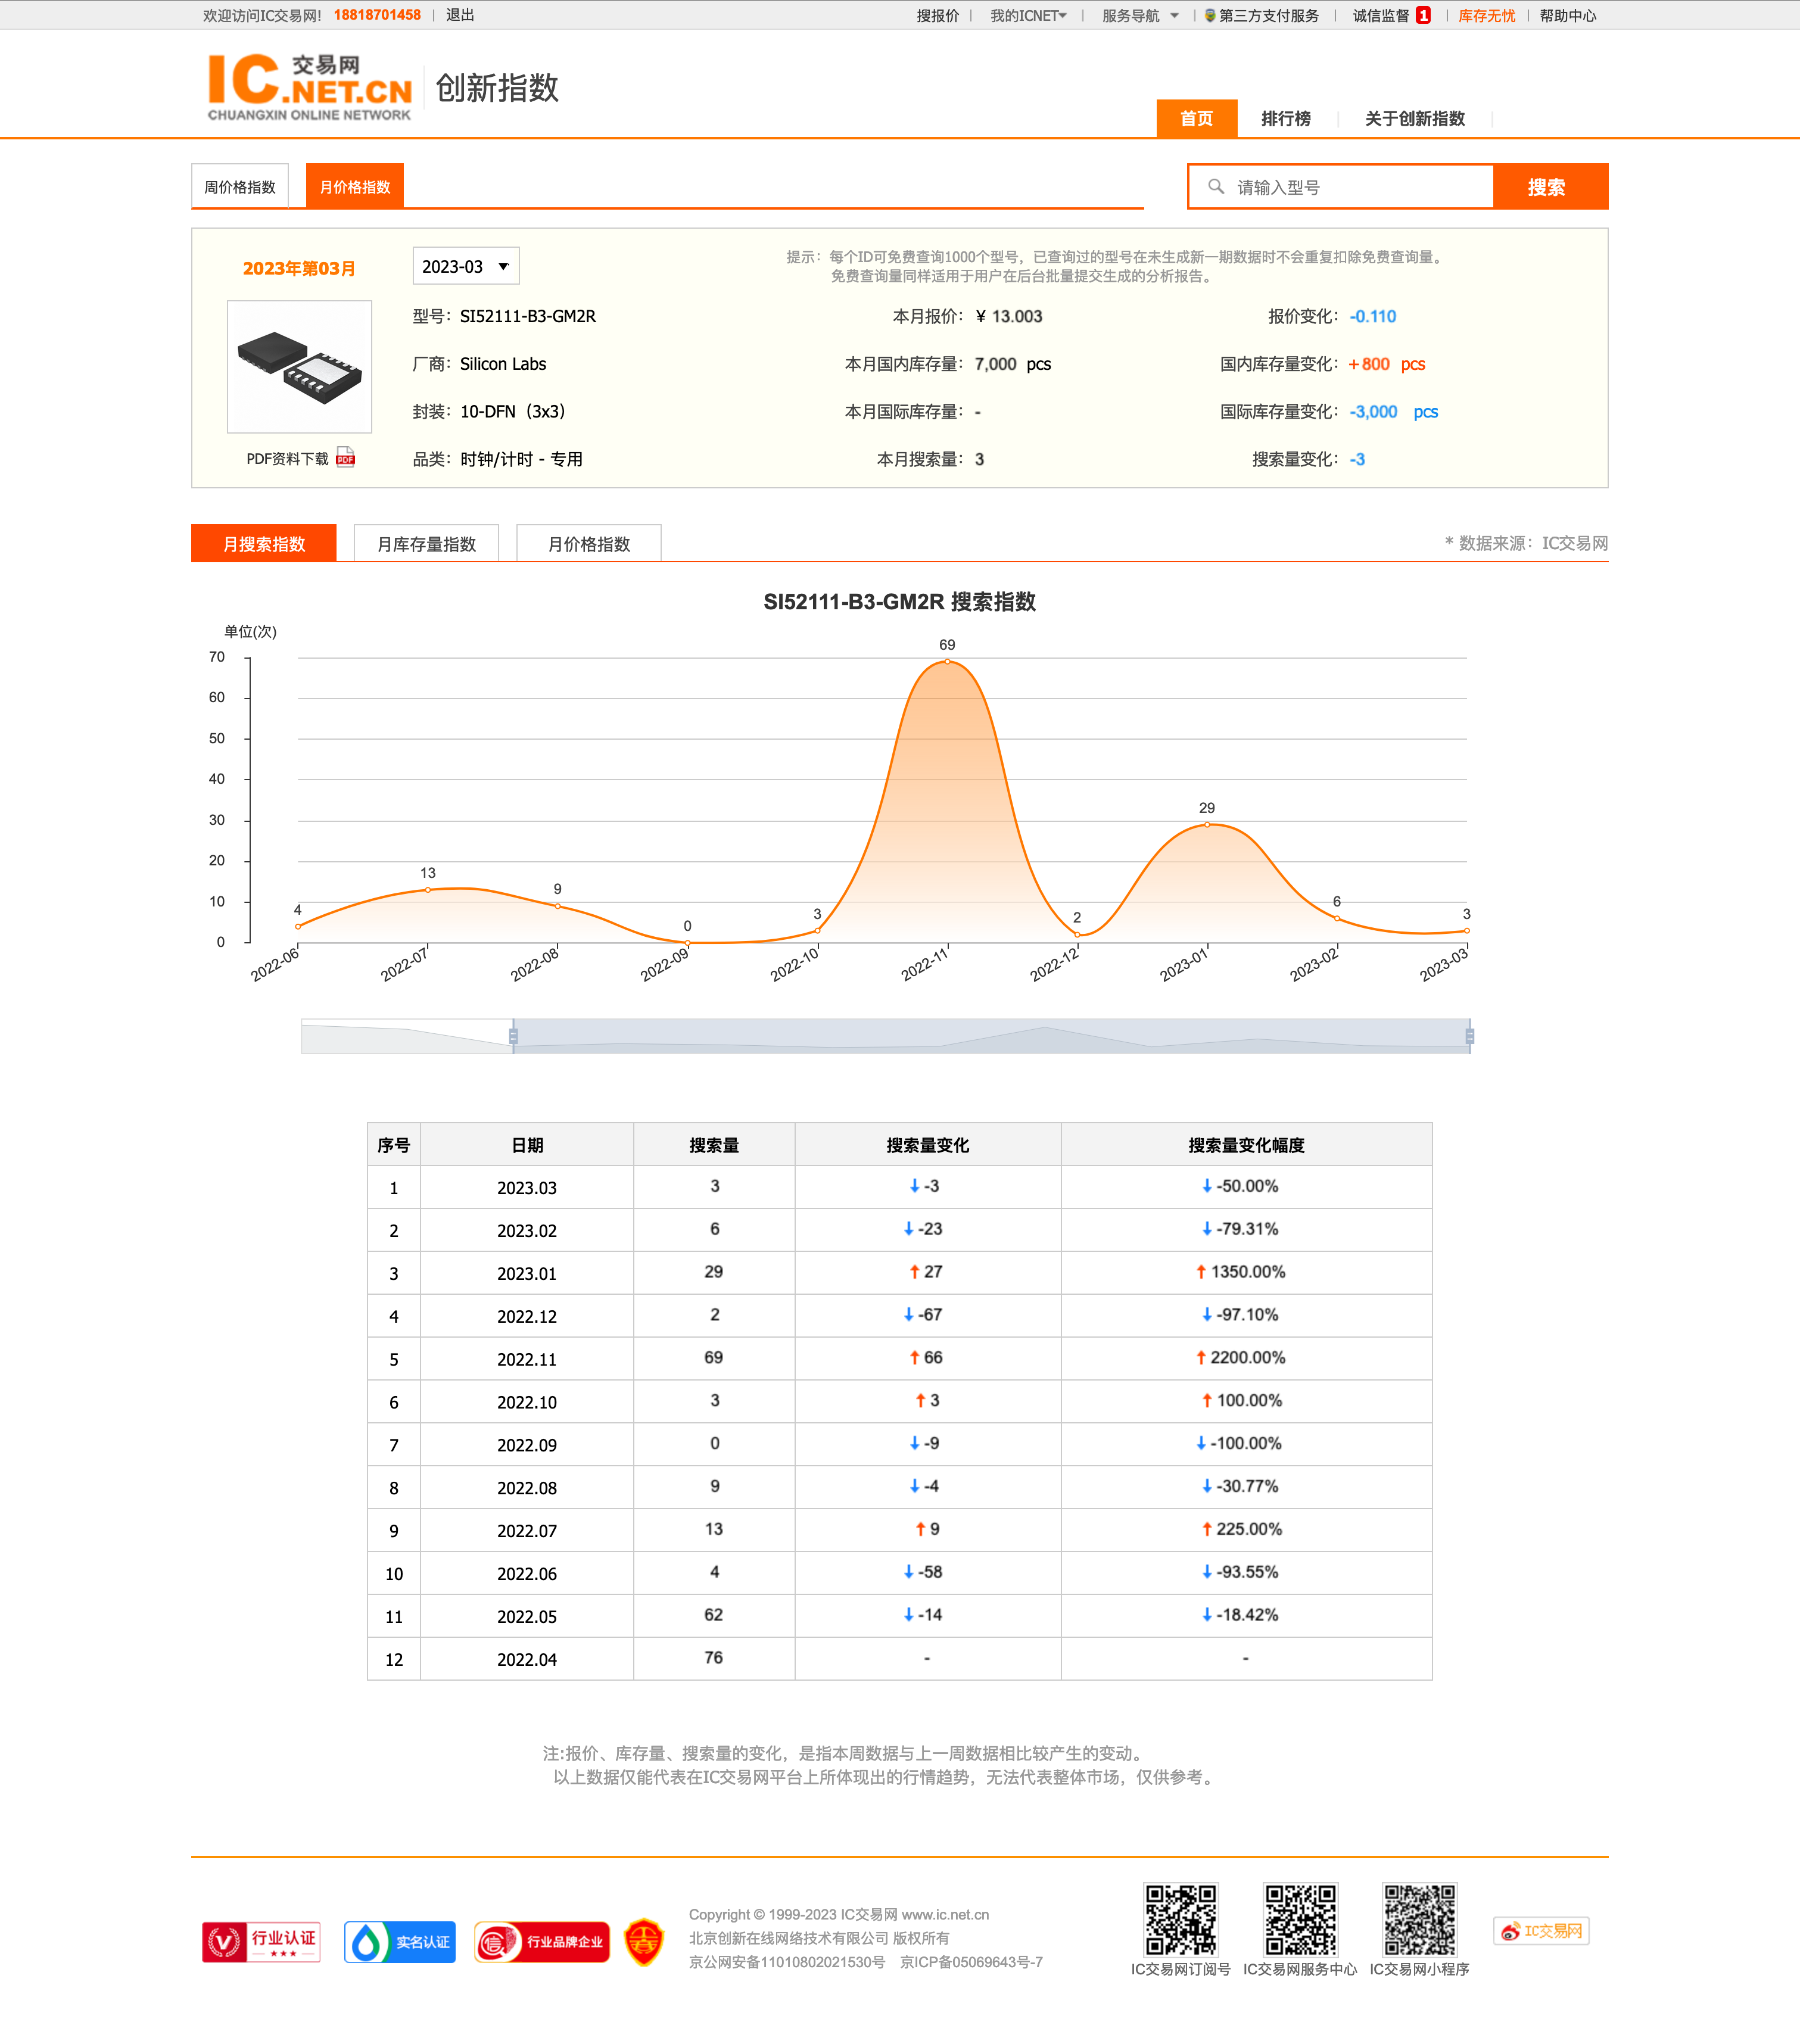 欢迎访问IC交易网! 18818701458 | 退出
搜报价 | 我的ICNET | 服务导航 | 第三方支付服务 | 诚信监督 1 | 库存无忧 | 帮助中心
IC 交易网
.NET.CN
CHUANGXIN ONLINE NETWORK
创新指数
首页 排行榜 关于创新指数
周价格指数 月价格指数
请输入型号 搜索
2023年第03月 2023-03
提示：每个ID可免费查询1000个型号，已查询过的型号在未生成新一期数据时不会重复扣除免费查询量。
免费查询量同样适用于用户在后台批量提交生成的分析报告。
型号：SI52111-B3-GM2R 本月报价：¥ 13.003 报价变化：-0.110
厂商：Silicon Labs 本月国内库存量：7,000 pcs 国内库存量变化：+800 pcs
封装：10-DFN（3x3） 本月国际库存量：- 国际库存量变化：-3,000 pcs
PDF资料下载 PDF
品类：时钟/计时 - 专用 本月搜索量：3 搜索量变化：-3
月搜索指数 月库存量指数 月价格指数 * 数据来源：IC交易网
SI52111-B3-GM2R 搜索指数
单位(次)
70
60
50
40
30
20
10
0
4 13 9 0 3 69 2 29 6 3
2022-06 2022-07 2022-08 2022-09 2022-10 2022-11 2022-12 2023-01 2023-02 2023-03
序号 日期 搜索量 搜索量变化 搜索量变化幅度
1 2023.03 3 ↓ -3 ↓ -50.00%
2 2023.02 6 ↓ -23 ↓ -79.31%
3 2023.01 29 ↑ 27 ↑ 1350.00%
4 2022.12 2 ↓ -67 ↓ -97.10%
5 2022.11 69 ↑ 66 ↑ 2200.00%
6 2022.10 3 ↑ 3 ↑ 100.00%
7 2022.09 0 ↓ -9 ↓ -100.00%
8 2022.08 9 ↓ -4 ↓ -30.77%
9 2022.07 13 ↑ 9 ↑ 225.00%
10 2022.06 4 ↓ -58 ↓ -93.55%
11 2022.05 62 ↓ -14 ↓ -18.42%
12 2022.04 76 - -
注:报价、库存量、搜索量的变化，是指本周数据与上一周数据相比较产生的变动。
以上数据仅能代表在IC交易网平台上所体现出的行情趋势，无法代表整体市场，仅供参考。
行业认证
实名认证
信 行业品牌企业
Copyright © 1999-2023 IC交易网 www.ic.net.cn
北京创新在线网络技术有限公司 版权所有
京公网安备11010802021530号 京ICP备05069643号-7
IC交易网订阅号 IC交易网服务中心 IC交易网小程序
IC交易网